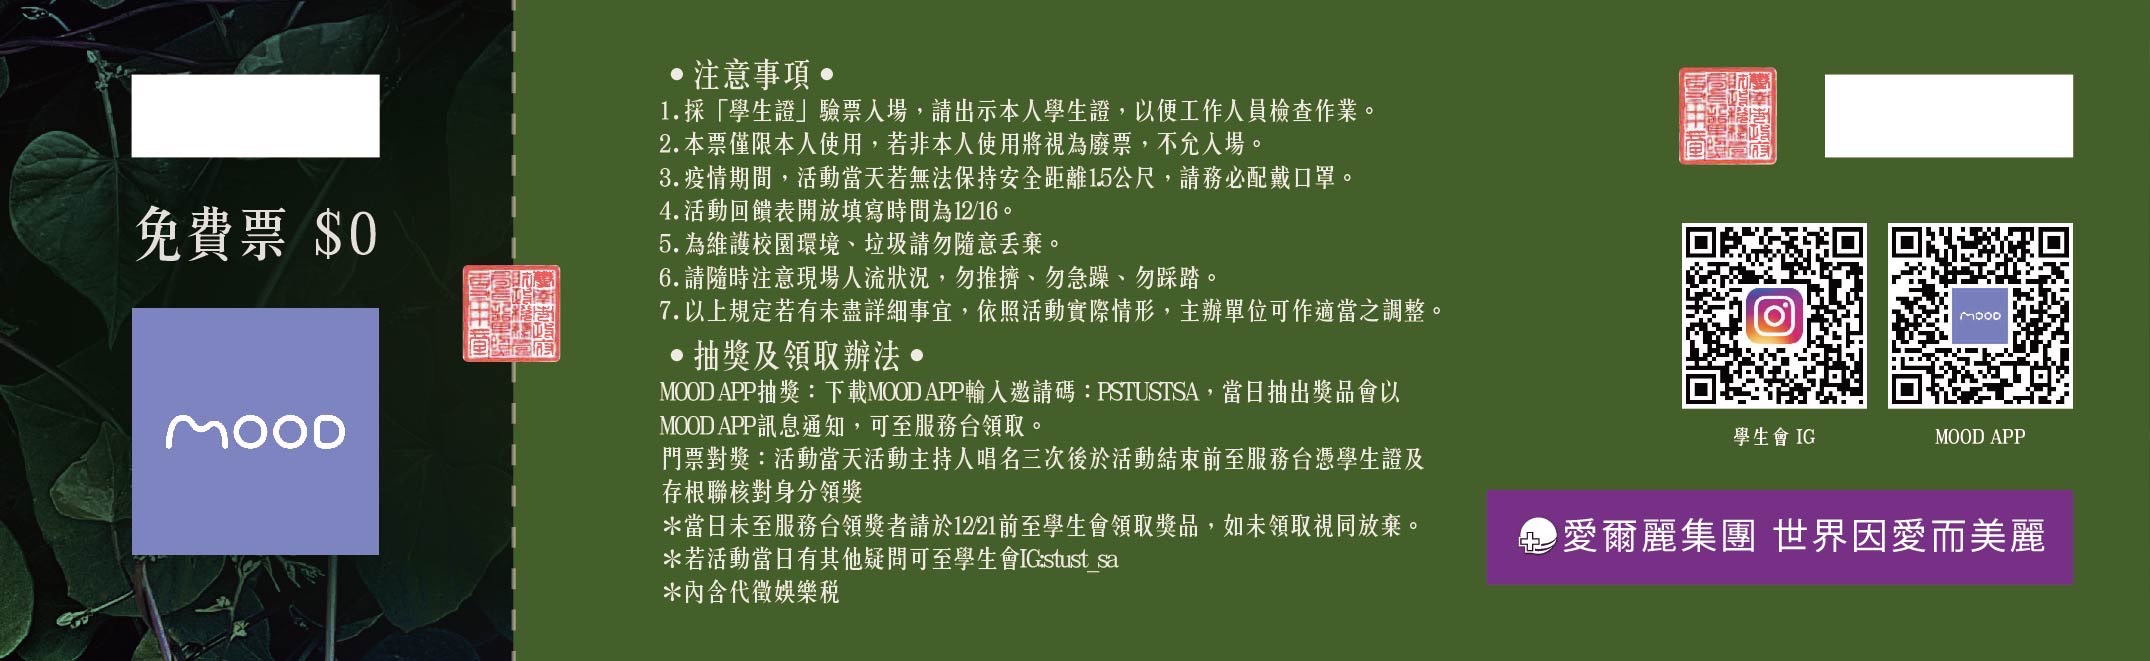 免費票 $0
MOOD
•注意事項•
1.採「學生證」驗票入場，請出示本人學生證，以便工作人員檢查作業。
2.本票僅限本人使用，若非本人使用將視為廢票，不允入場。
3.疫情期間，活動當天若無法保持安全距離1.5公尺，請務必配戴口罩。
4.活動回饋表開放填寫時間為12/16。
5.為維護校園環境、垃圾請勿隨意丟棄。
6.請隨時注意現場人流狀況，勿推擠、勿急躁、勿踩踏。
7.以上規定若有未盡詳細事宜，依照活動實際情形，主辦單位可作適當之調整。
•抽獎及領取辦法•
MOOD APP抽獎：下載MOOD APP輸入邀請碼：PSTUSTSA，當日抽出獎品會以
MOOD APP訊息通知，可至服務台領取。
門票對獎：活動當天活動主持人唱名三次後於活動結束前至服務台憑學生證及
存根聯核對身分領獎
＊當日未至服務台領獎者請於12/21前至學生會領取獎品，如未領取視同放棄。
＊若活動當日有其他疑問可至學生會IG:stust_sa
＊內含代徵娛樂税
MOOD
學生會 IG
MOOD APP
愛爾麗集團 世界因愛而美麗